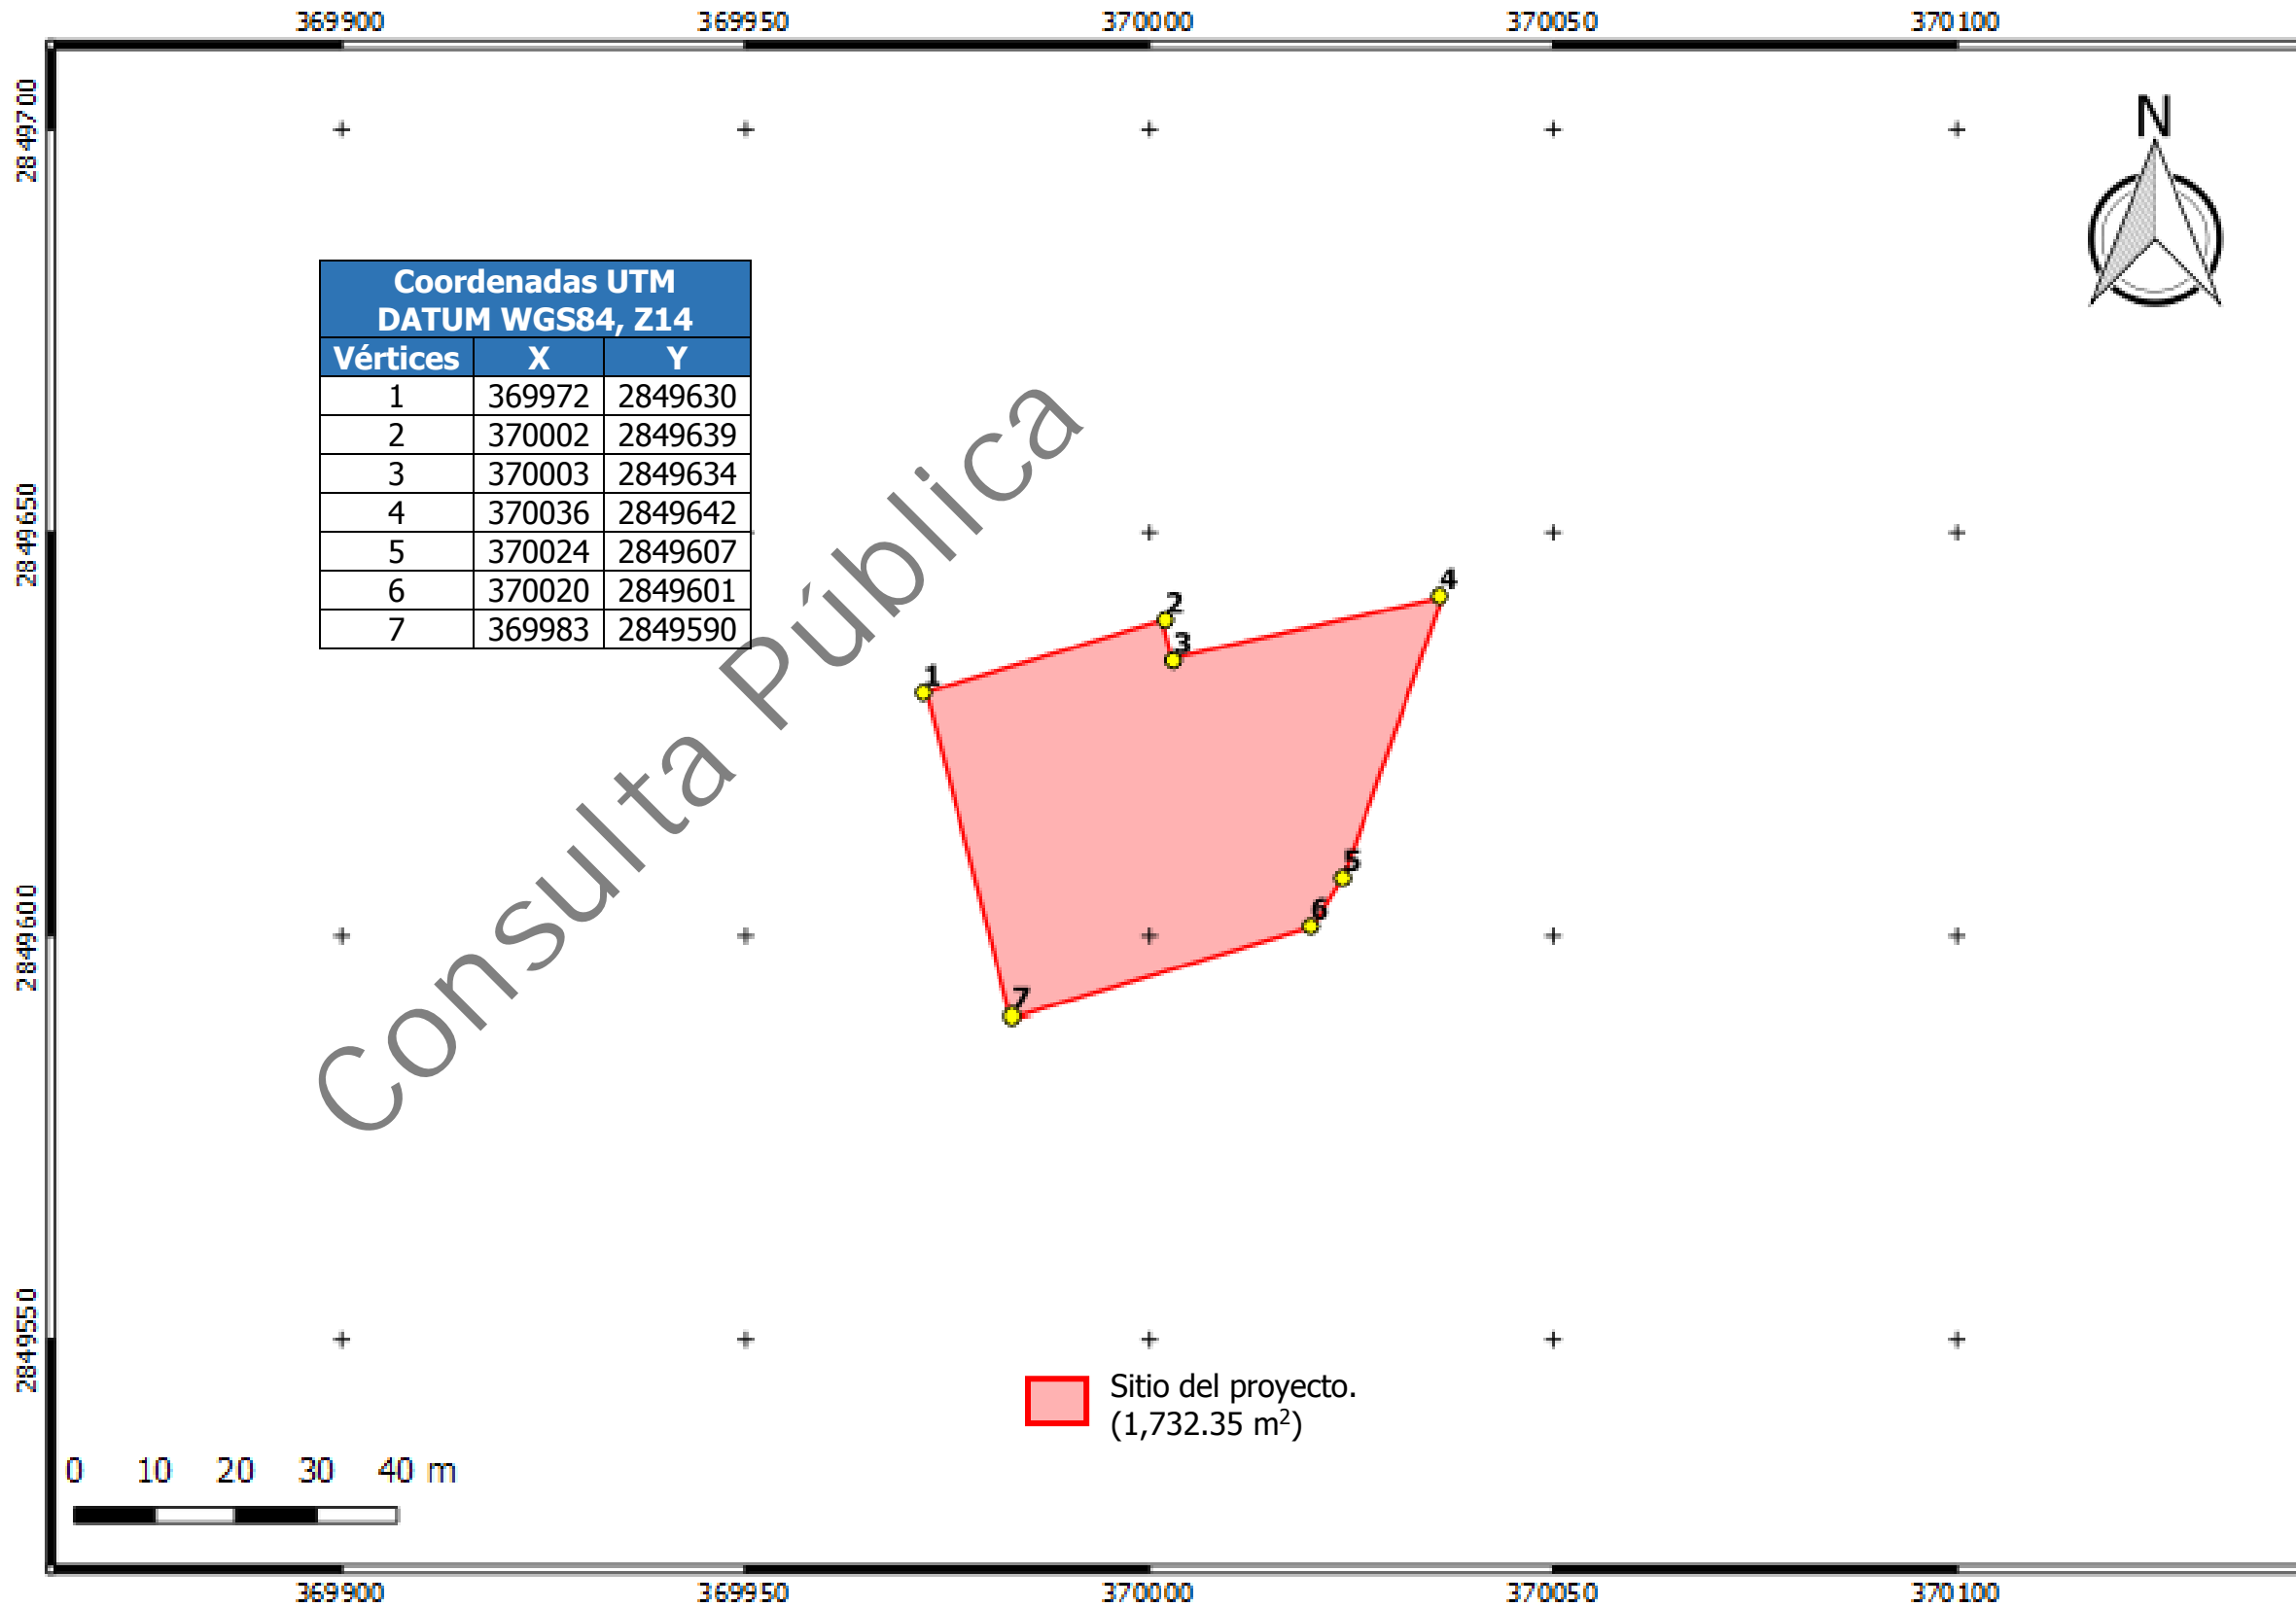 369900 369950 370000 370050 370100
2849700
N
Coordenadas UTM
DATUM WGS84, Z14
Vértices X Y
1 369972 2849630
2 370002 2849639
3 370003 2849634
4 370036 2849642
5 370024 2849607
6 370020 2849601
7 369983 2849590
2849650
4
2
3
1
Consulta Pública
5
6
2849600
7
2849550
Sitio del proyecto.
(1,732.35 m²)
0 10 20 30 40 m
369900 369950 370000 370050 370100